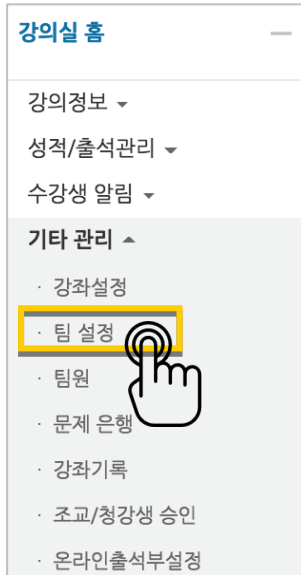 강의실 홈
강의정보
성적/출석관리
수강생 알림
기타 관리
· 강좌설정
· 팀 설정
· 팀원
· 문제 은행
· 강좌기록
· 조교/청강생 승인
· 온라인출석부설정